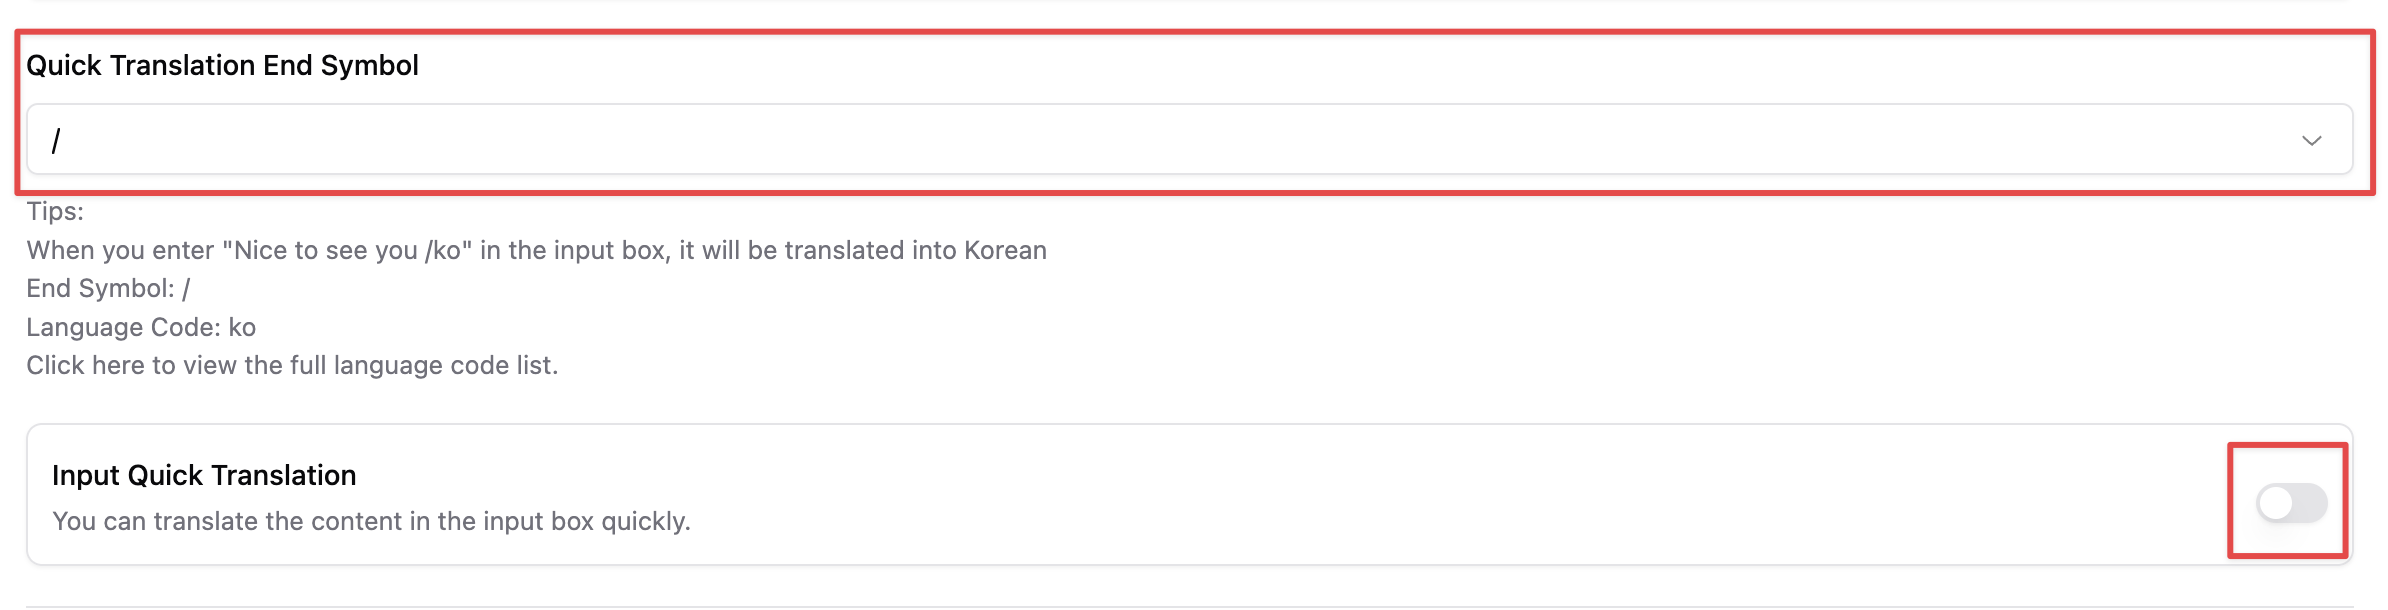 Quick Translation End Symbol
/
Tips:
When you enter "Nice to see you /ko" in the input box, it will be translated into Korean
End Symbol: /
Language Code: ko
Click here to view the full language code list.
Input Quick Translation
You can translate the content in the input box quickly.